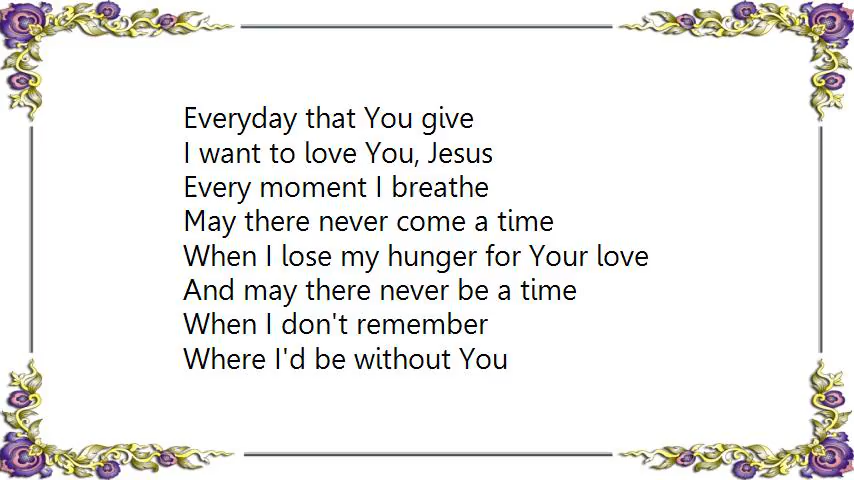 Everyday that You give
I want to love You, Jesus
Every moment I breathe
May there never come a time
When I lose my hunger for Your love
And may there never be a time
When I don't remember
Where I'd be without You